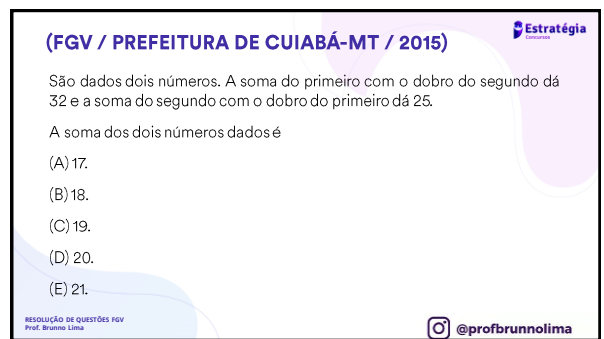 Estratégia
Concursos
(FGV / PREFEITURA DE CUIABÁ-MT / 2015)
São dados dois números. A soma do primeiro com o dobro do segundo dá
32 e a soma do segundo com o dobro do primeiro dá 25.
A soma dos dois números dados é
(A) 17.
(B) 18.
(C) 19.
(D) 20.
(E) 21.
RESOLUÇÃO DE QUESTÕES FGV
Prof. Brunno Lima
@profbrunnolima